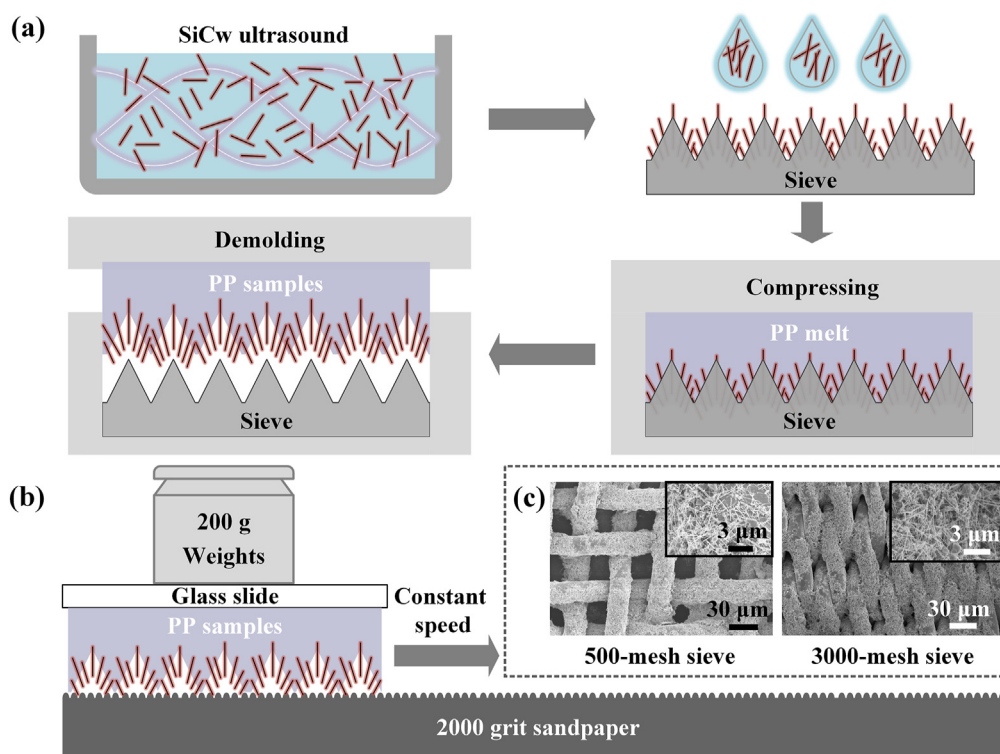 (a)
SiCw ultrasound
Sieve
Demolding
PP samples
Sieve
Compressing
PP melt
(b)
200 g
Weights
Glass slide
PP samples
Constant
speed
2000 grit sandpaper
(c)
3 μm
30 μm
500-mesh sieve
3 μm
30 μm
3000-mesh sieve